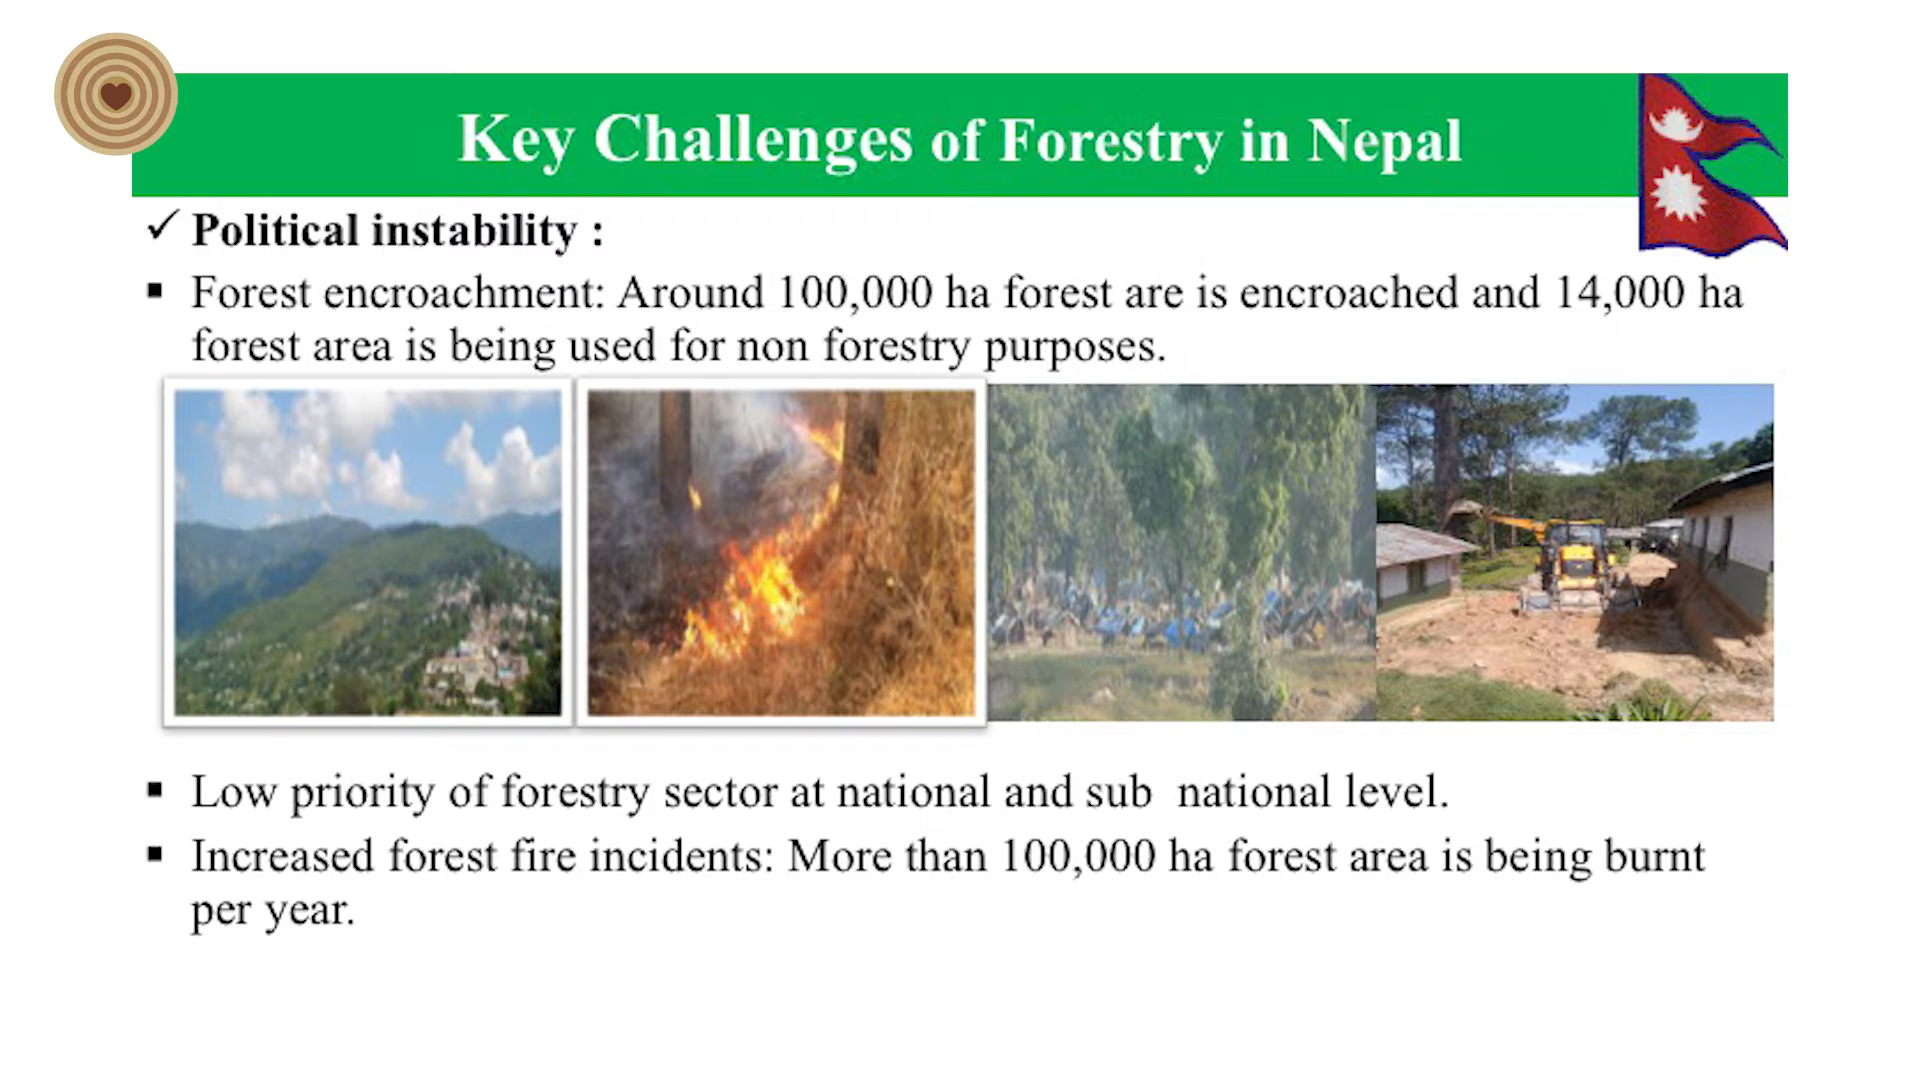 Key Challenges of Forestry in Nepal
✓ Political instability :
▪ Forest encroachment: Around 100,000 ha forest are is encroached and 14,000 ha
forest area is being used for non forestry purposes.
▪ Low priority of forestry sector at national and sub  national level.
▪ Increased forest fire incidents: More than 100,000 ha forest area is being burnt
per year.